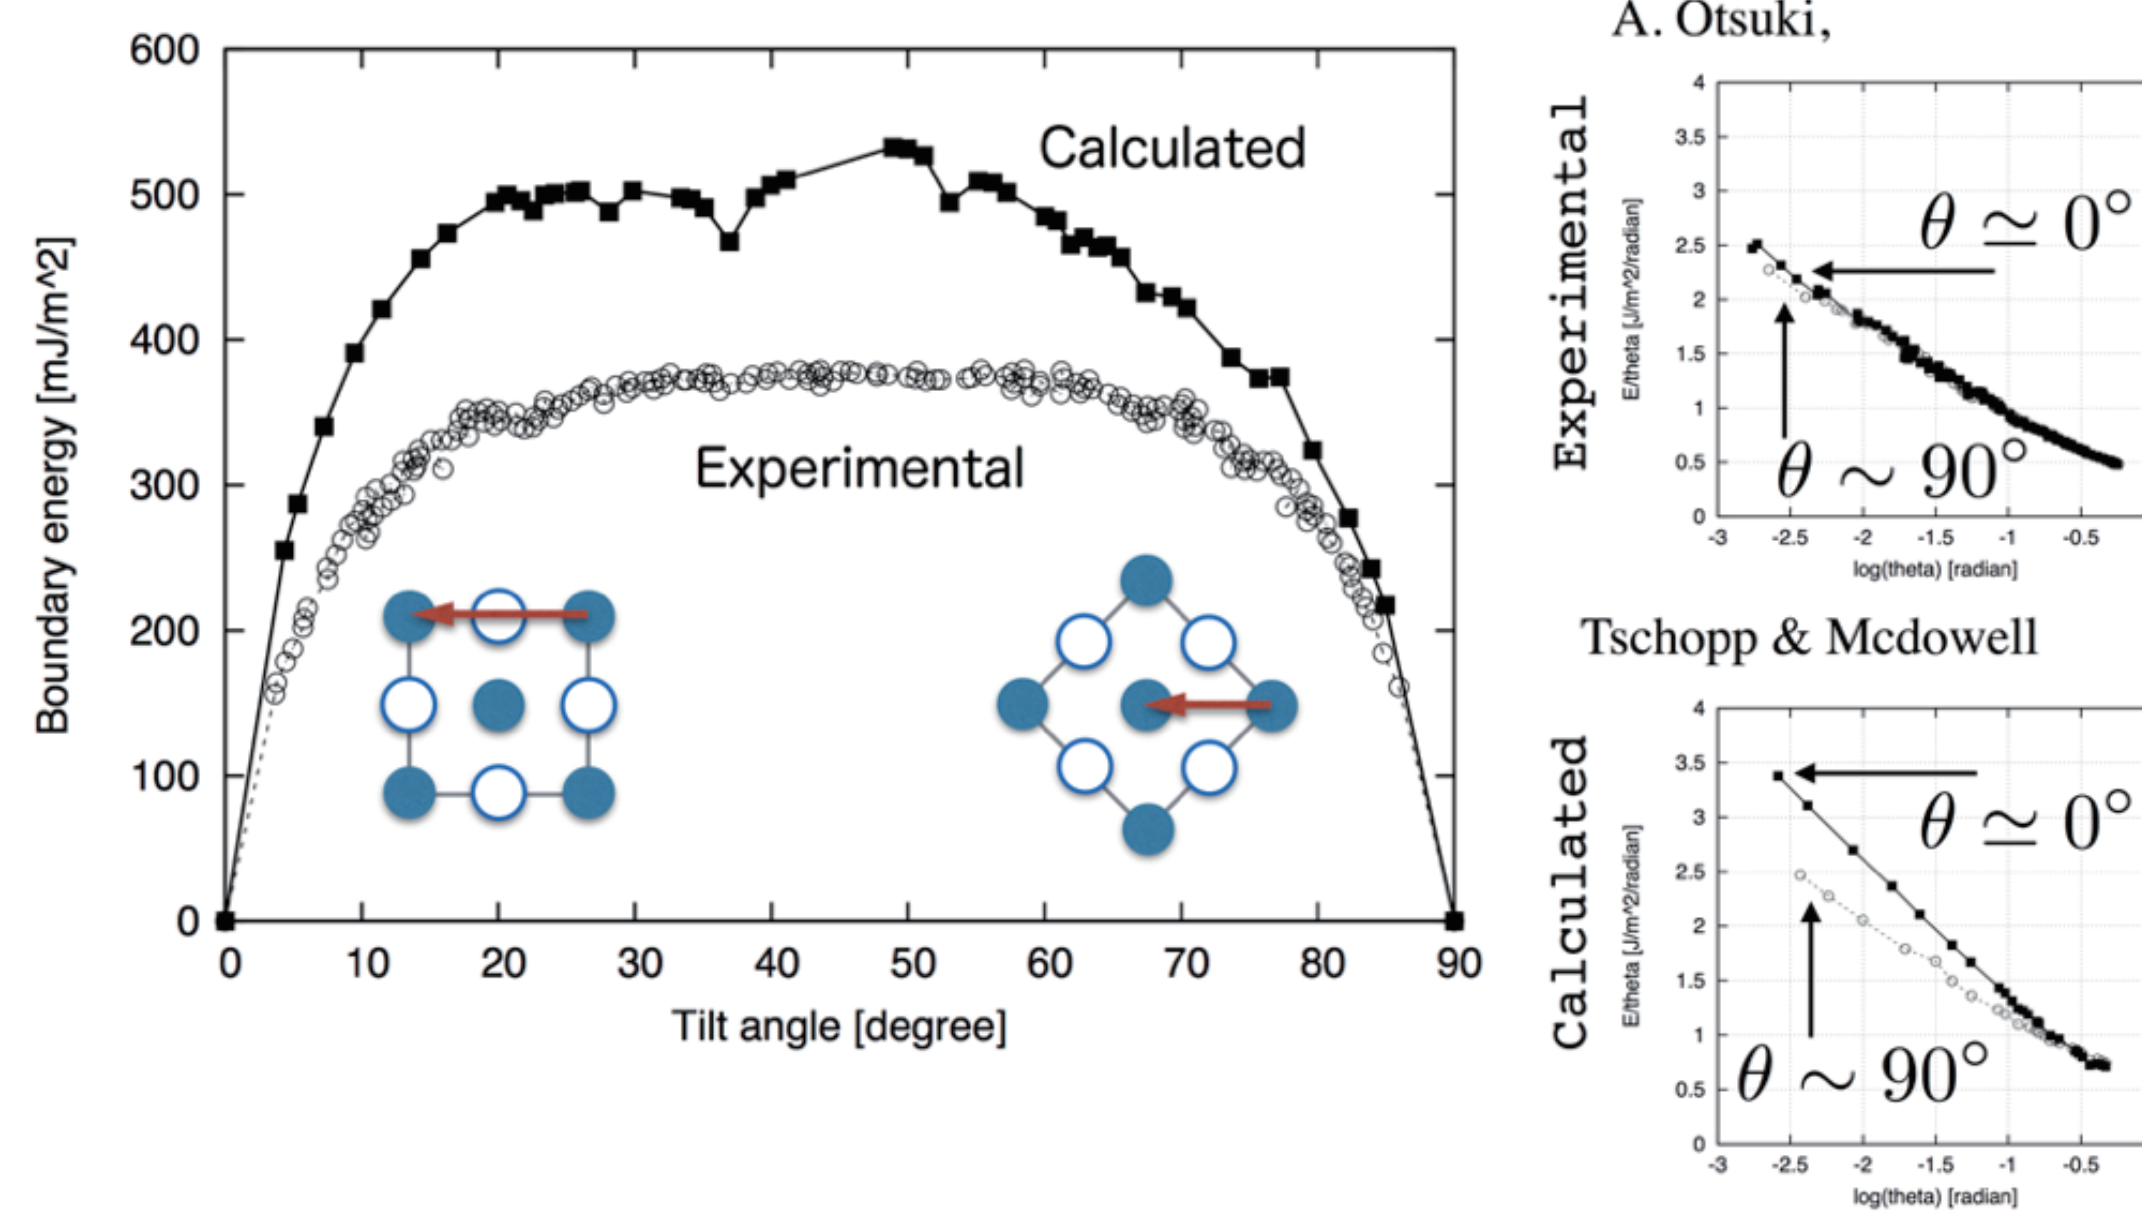 600
500
400
300
200
100
0
Boundary energy [mJ/m^2]
Calculated
Experimental
0 10 20 30 40 50 60 70 80 90
Tilt angle [degree]
A. Otsuki,
Experimental
4
3.5
3
2.5
2
1.5
1
0.5
0
E/theta [J/m^2/radian]
θ ≃ 0°
θ ∼ 90°
-3 -2.5 -2 -1.5 -1 -0.5
log(theta) [radian]
Tschopp & Mcdowell
Calculated
4
3.5
3
2.5
2
1.5
1
0.5
0
E/theta [J/m^2/radian]
θ ≃ 0°
θ ∼ 90°
-3 -2.5 -2 -1.5 -1 -0.5
log(theta) [radian]